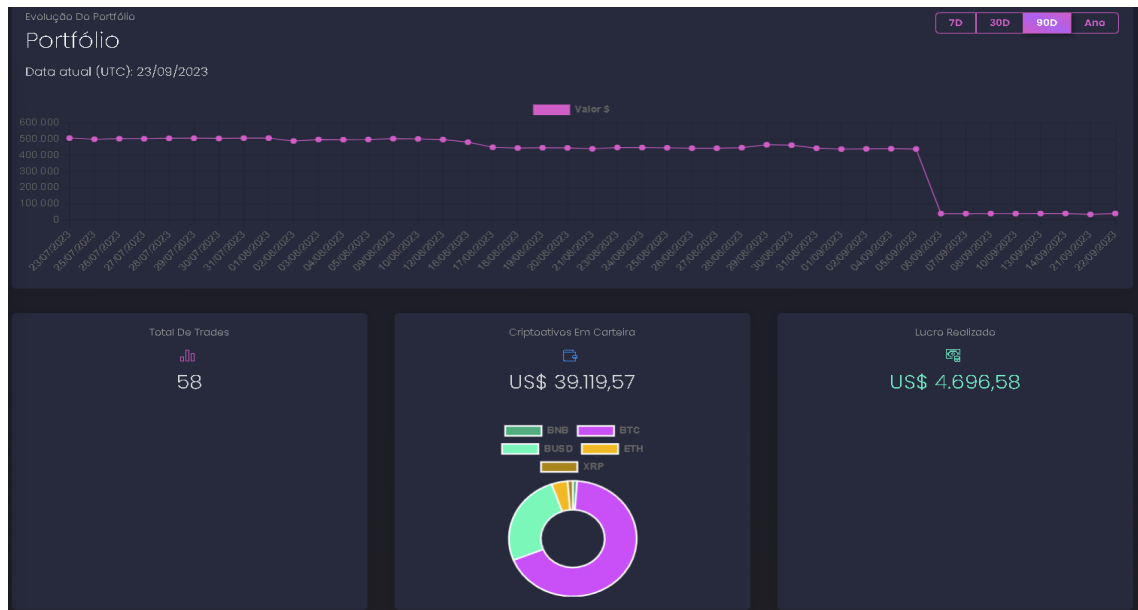 Evolução Do Portfólio
Portfólio
7D 30D 90D Ano
Data atual (UTC): 23/09/2023
Valor $
600.000
500.000
400.000
300.000
200.000
100.000
0
23/07/2023 25/07/2023 26/07/2023 27/07/2023 28/07/2023 29/07/2023 30/07/2023 31/07/2023 01/08/2023 02/08/2023 03/08/2023 04/08/2023 05/08/2023 09/08/2023 10/08/2023 12/08/2023 16/08/2023 17/08/2023 18/08/2023 19/08/2023 20/08/2023 21/08/2023 23/08/2023 24/08/2023 25/08/2023 26/08/2023 27/08/2023 28/08/2023 29/08/2023 30/08/2023 31/08/2023 01/09/2023 02/09/2023 04/09/2023 05/09/2023 06/09/2023 07/09/2023 08/09/2023 10/09/2023 13/09/2023 14/09/2023 21/09/2023 22/09/2023
Total De Trades
58
Criptoativos Em Carteira
US$ 39.119,57
BNB BTC
BUSD ETH
XRP
Lucro Realizado
US$ 4.696,58